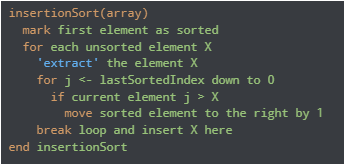 insertionSort(array)
  mark first element as sorted
  for each unsorted element X
    'extract' the element X
    for j <- lastSortedIndex down to 0
      if current element j > X
        move sorted element to the right by 1
    break loop and insert X here
end insertionSort